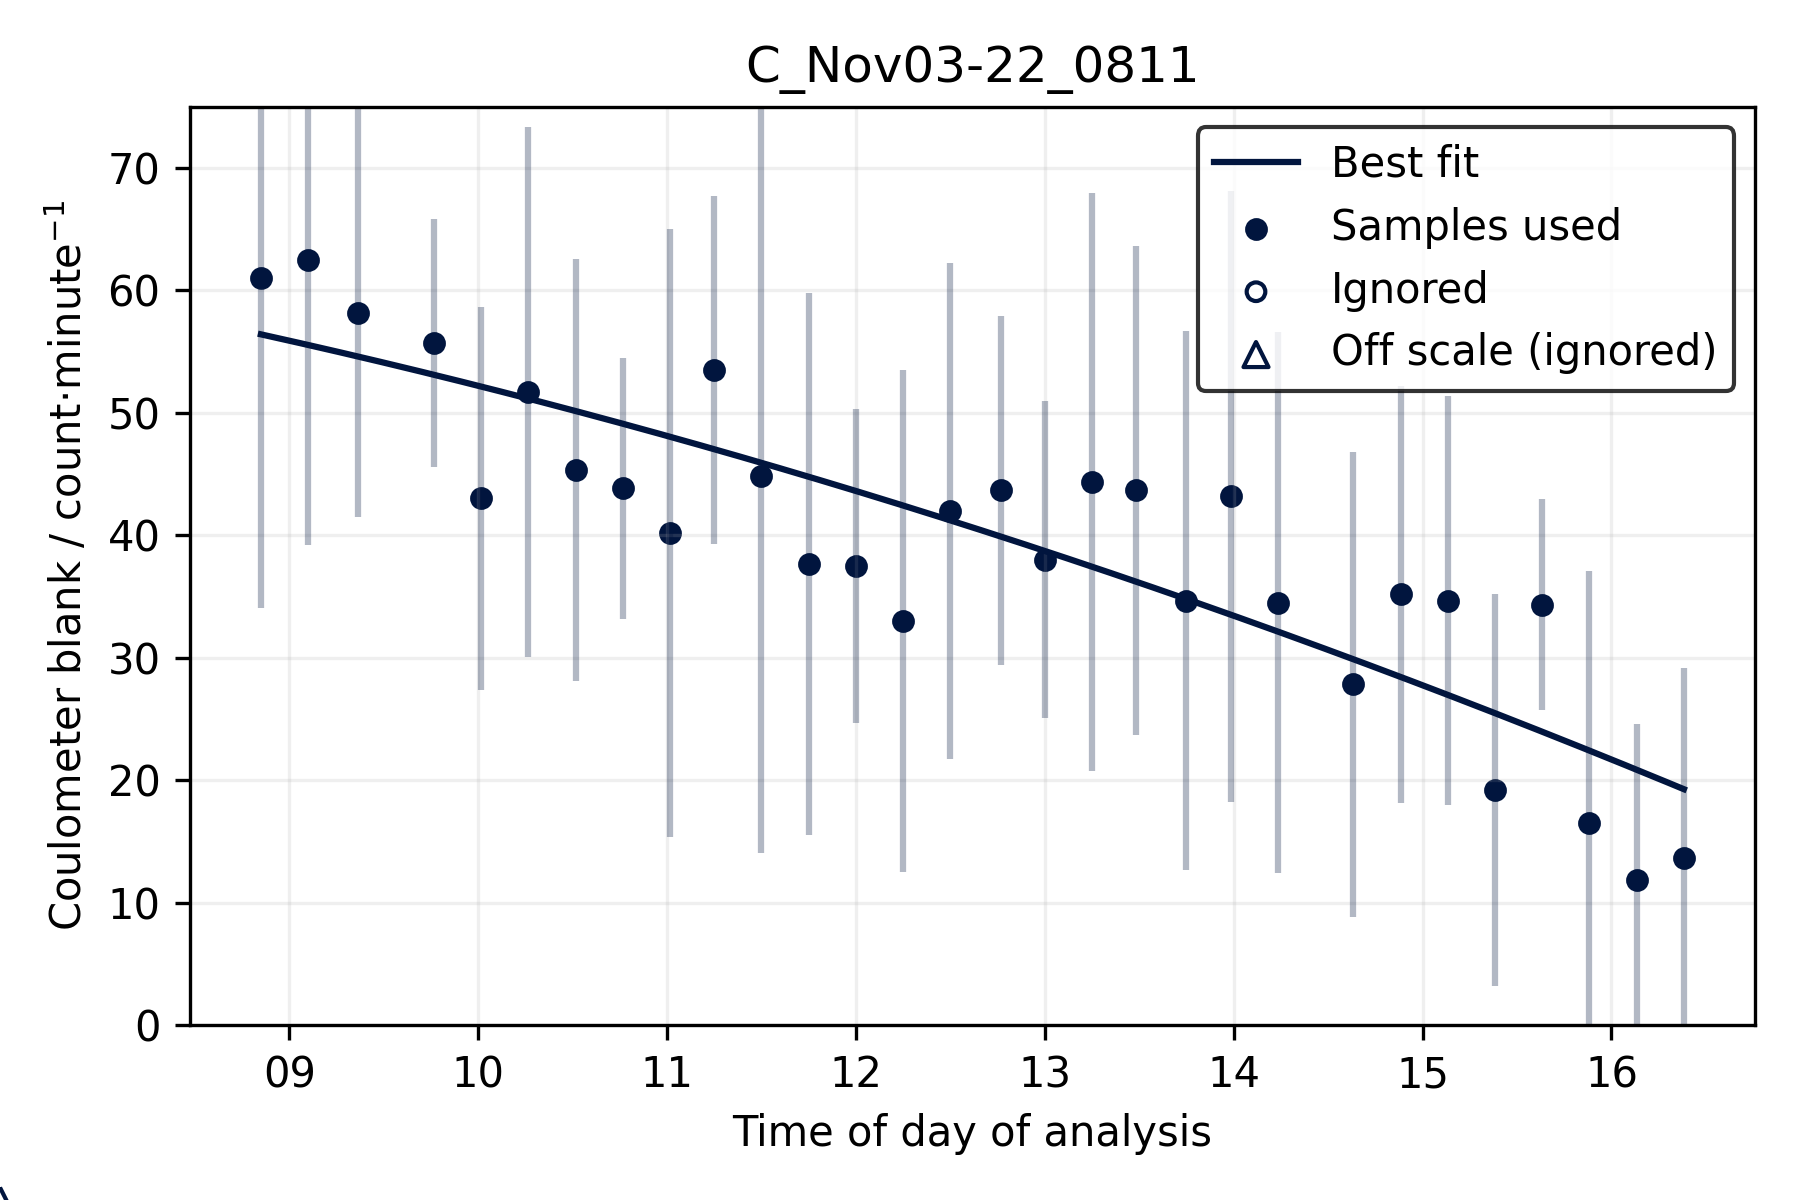 C_Nov03-22_0811
Best fit
Samples used
Ignored
Off scale (ignored)
Coulometer blank / count·minute⁻¹
70
60
50
40
30
20
10
0
09 10 11 12 13 14 15 16
Time of day of analysis